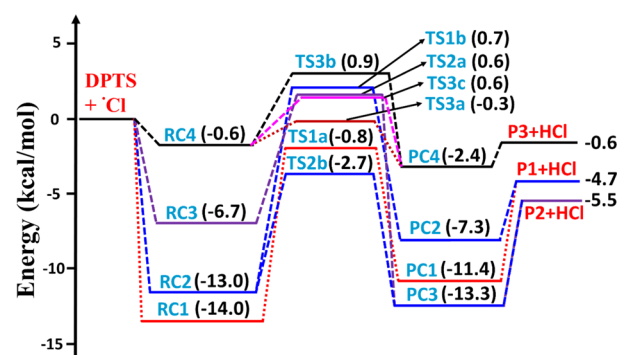 Energy (kcal/mol)
5
0
-5
-10
-15
DPTS
+ ˙Cl
RC4 (-0.6)
RC3 (-6.7)
RC2 (-13.0)
RC1 (-14.0)
TS3b (0.9)
TS1b (0.7)
TS2a (0.6)
TS3c (0.6)
TS3a (-0.3)
TS1a (-0.8)
TS2b (-2.7)
PC4 (-2.4)
PC2 (-7.3)
PC1 (-11.4)
PC3 (-13.3)
P3+HCl -0.6
P1+HCl -4.7
P2+HCl -5.5